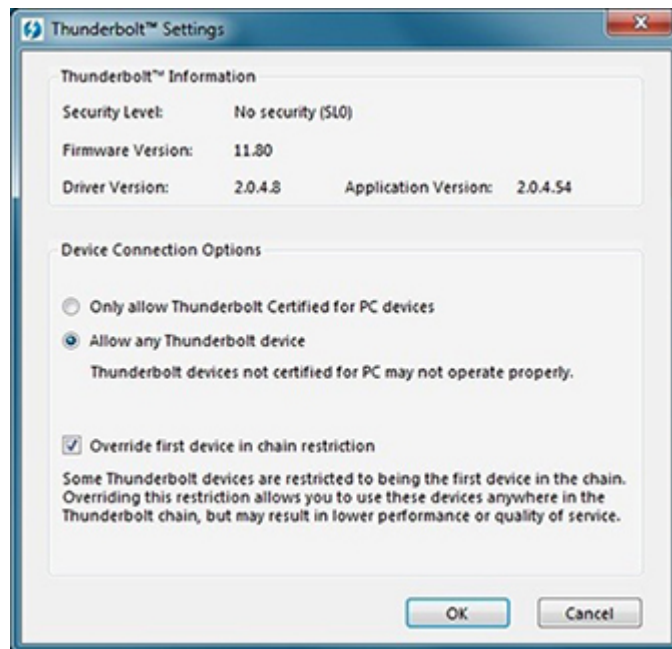 Thunderbolt™ Settings
Thunderbolt™ Information
Security Level: No security (SL0)
Firmware Version: 11.80
Driver Version: 2.0.4.8 Application Version: 2.0.4.54
Device Connection Options
Only allow Thunderbolt Certified for PC devices
Allow any Thunderbolt device
Thunderbolt devices not certified for PC may not operate properly.
Override first device in chain restriction
Some Thunderbolt devices are restricted to being the first device in the chain.
Overriding this restriction allows you to use these devices anywhere in the
Thunderbolt chain, but may result in lower performance or quality of service.
OK Cancel